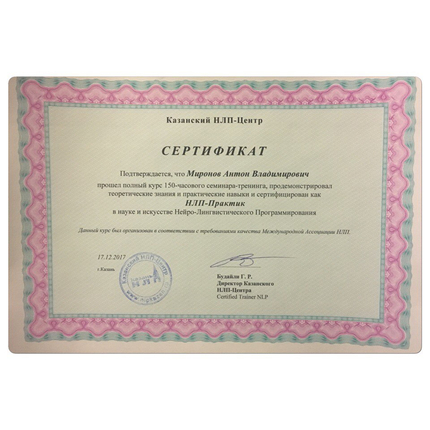 Казанский НЛП-Центр
СЕРТИФИКАТ
Подтверждается, что Миронов Антон Владимирович
прошел полный курс 150-часового семинара-тренинга, продемонстрировал
теоретические знания и практические навыки и сертифицирован как
НЛП-Практик
в науке и искусстве Нейро-Лингвистического Программирования
Данный курс был организован в соответствии с требованиями качества Международной Ассоциации НЛП.
17.12.2017
г.Казань
Директор Казанского
НЛП-Центра
Certified Trainer NLP